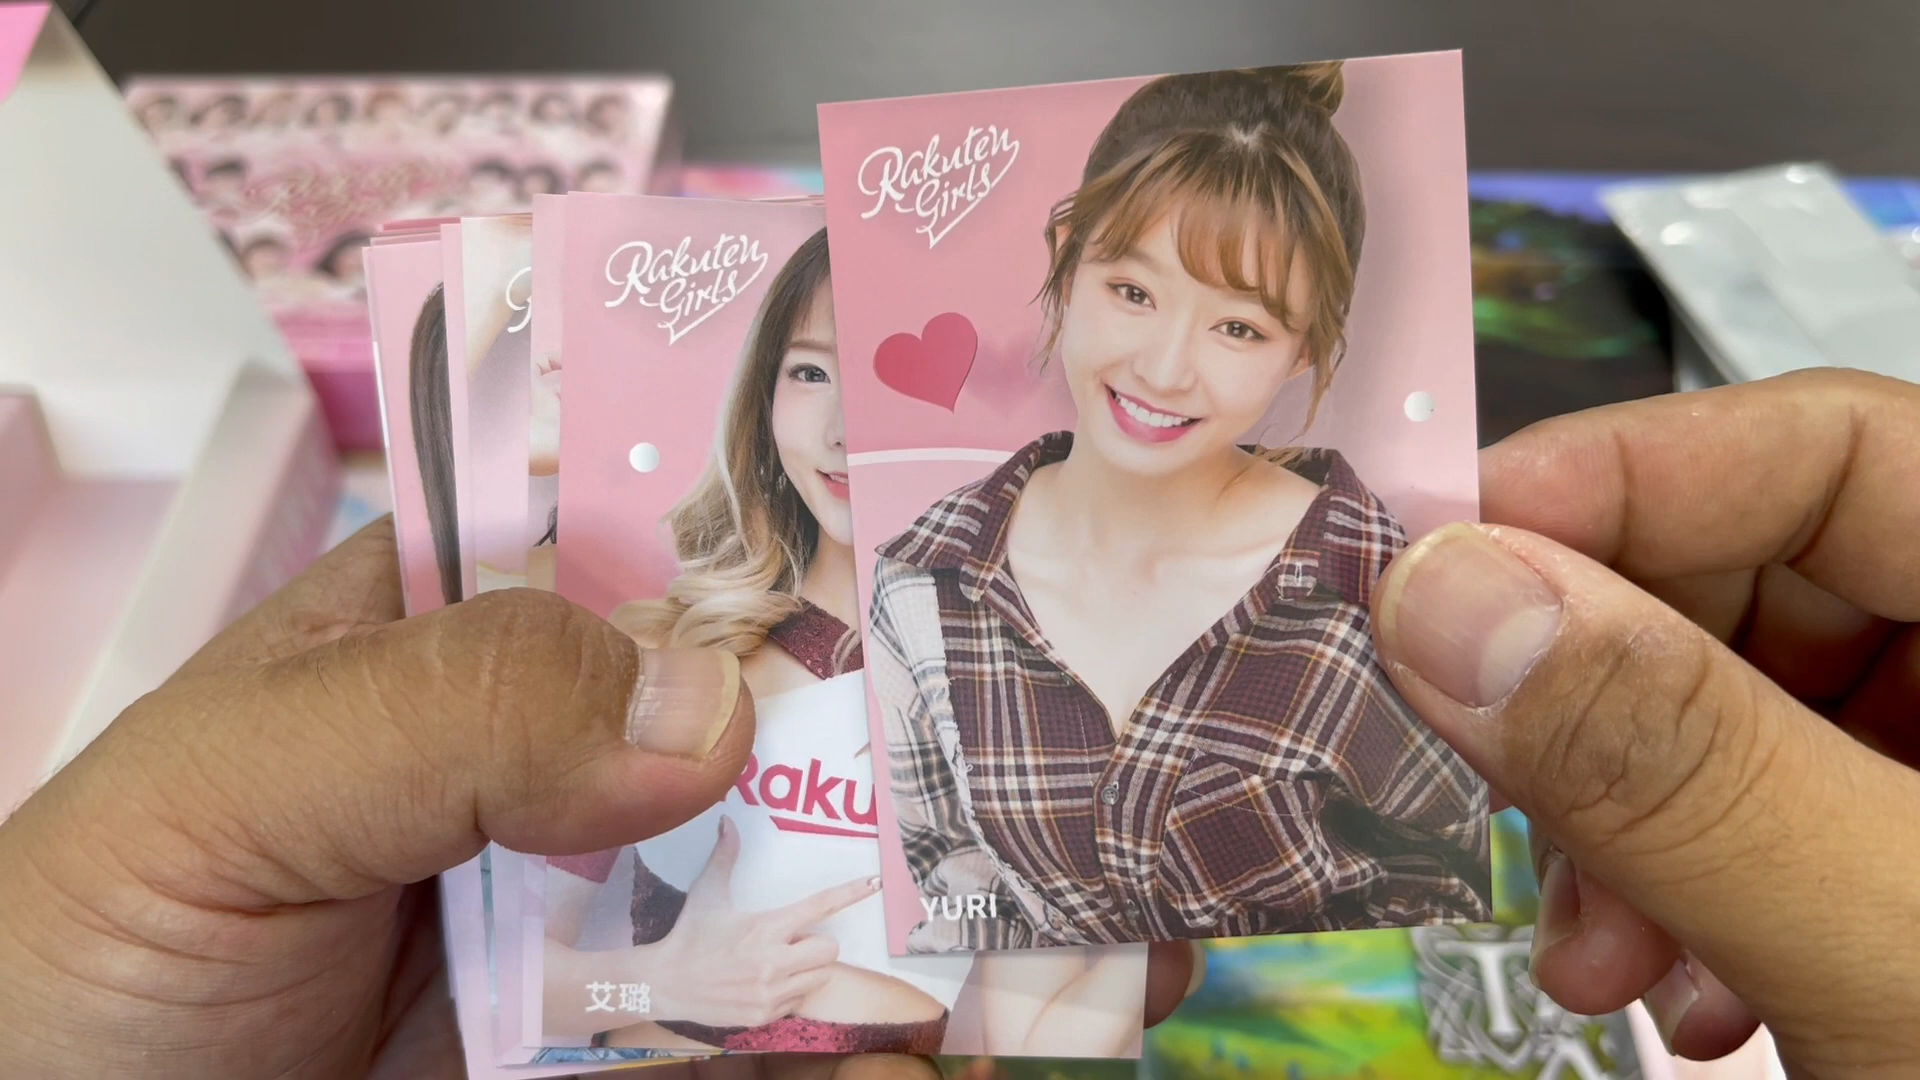 Rakuten
Girls
YURI
Rakuten
Girls
Raku
艾璐